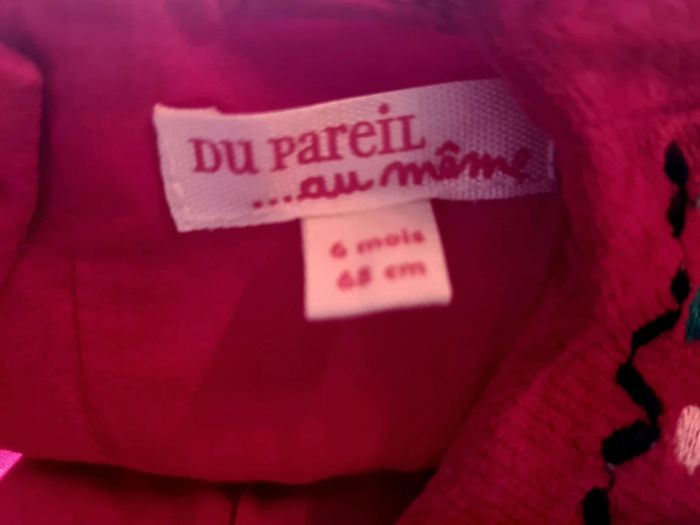 DU PAREIL
...au même
6 mois
68 cm